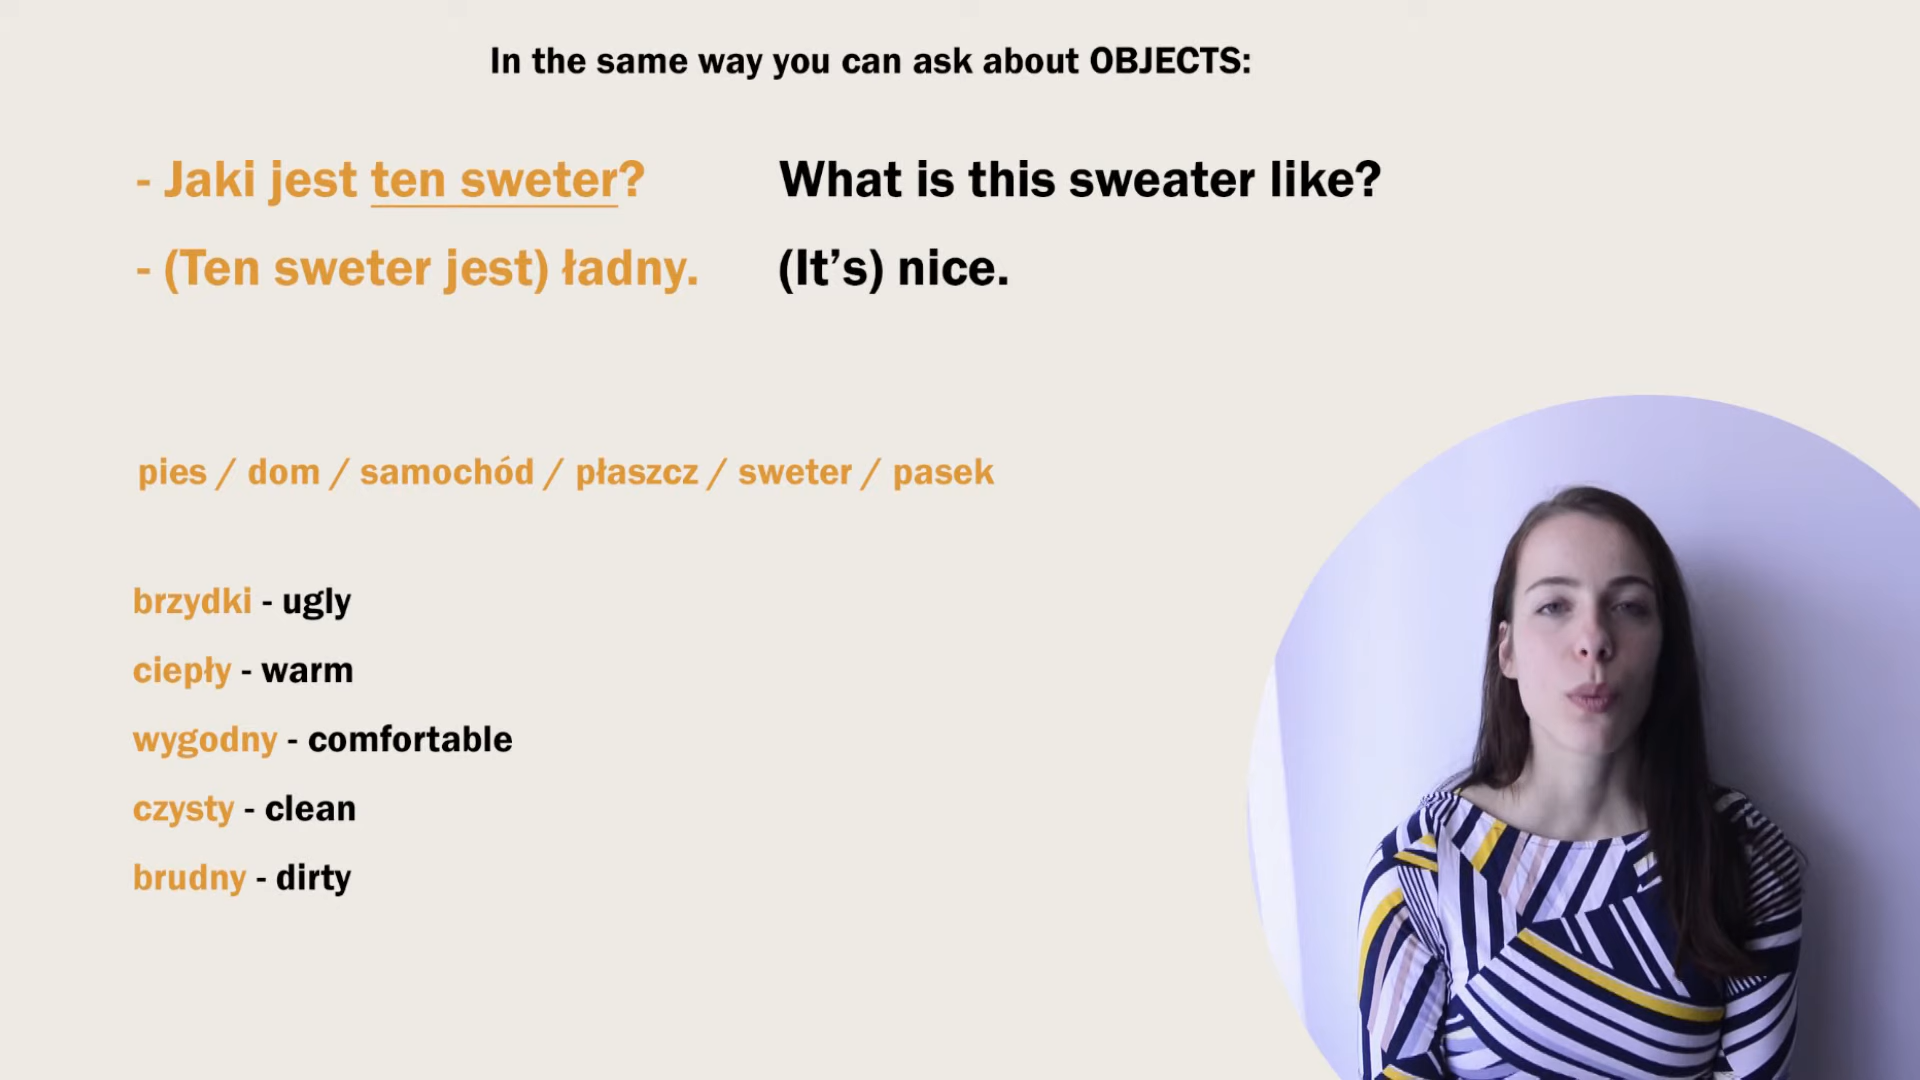 In the same way you can ask about OBJECTS:
- Jaki jest ten sweter? What is this sweater like?
- (Ten sweter jest) ładny. (It’s) nice.
pies / dom / samochód / płaszcz / sweter / pasek
brzydki - ugly
ciepły - warm
wygodny - comfortable
czysty - clean
brudny - dirty